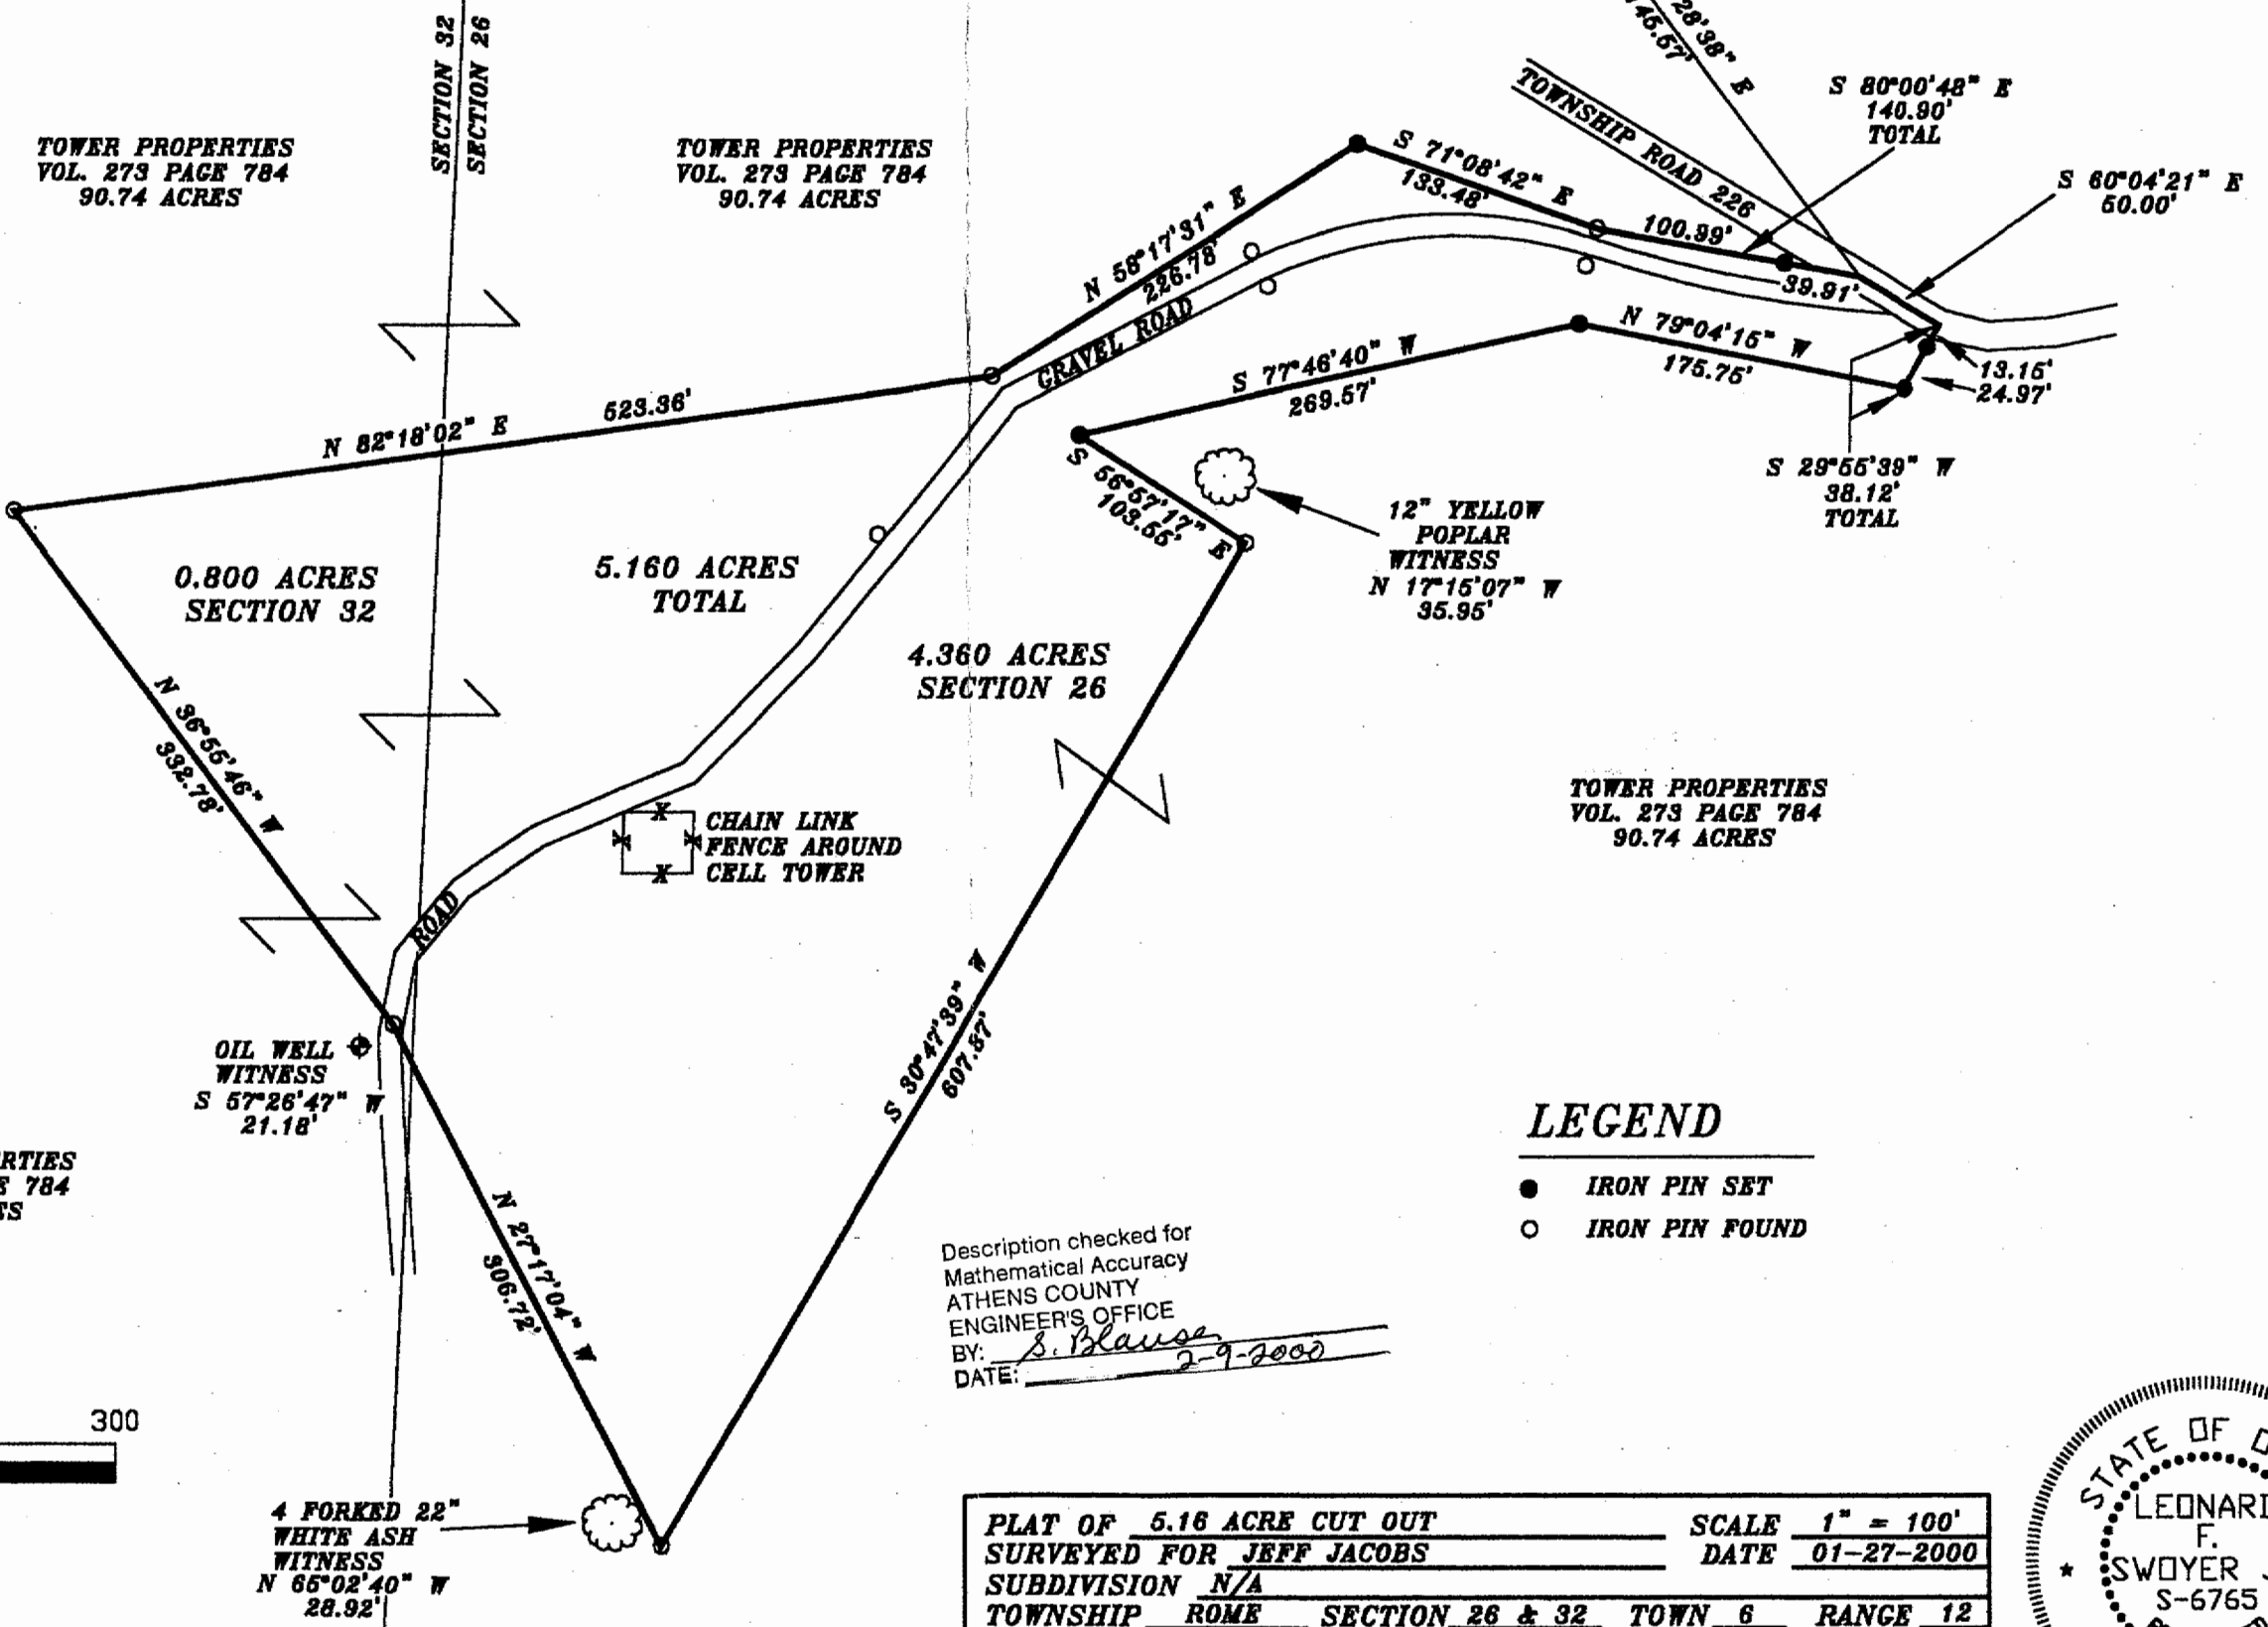 SECTION 32
SECTION 26
TOWER PROPERTIES
VOL. 273 PAGE 784
90.74 ACRES
TOWER PROPERTIES
VOL. 273 PAGE 784
90.74 ACRES
28'38" E
745.57'
TOWNSHIP ROAD 226
S 80°00'48" E
140.90'
TOTAL
S 60°04'21" E
60.00'
S 71°08'42" E
133.48'
100.99'
39.91'
N 58°17'31" E
226.78'
GRAVEL ROAD
N 79°04'15" W
175.75'
13.15'
24.97'
S 29°55'39" W
38.12'
TOTAL
S 77°46'40" W
269.57'
N 82°18'02" E
523.36'
S 56°57'17" E
103.55'
12" YELLOW
POPLAR
WITNESS
N 17°15'07" W
35.95'
0.800 ACRES
SECTION 32
5.160 ACRES
TOTAL
4.360 ACRES
SECTION 26
N 36°55'46" W
332.78'
TOWER PROPERTIES
VOL. 273 PAGE 784
90.74 ACRES
CHAIN LINK
FENCE AROUND
CELL TOWER
X
X
X
X
ROAD
OIL WELL
WITNESS
S 57°26'47" W
21.18'
S 30°47'39" W
607.87'
RTIES
E 784
ES
N 27°17'04" W
306.72'
LEGEND
IRON PIN SET
IRON PIN FOUND
Description checked for
Mathematical Accuracy
ATHENS COUNTY
ENGINEER'S OFFICE
BY: S. Blauser
DATE: 2-9-2000
300
4 FORKED 22"
WHITE ASH
WITNESS
N 65°02'40" W
28.92'
PLAT OF 5.16 ACRE CUT OUT SCALE 1" = 100'
SURVEYED FOR JEFF JACOBS DATE 01-27-2000
SUBDIVISION N/A
TOWNSHIP ROME SECTION 26 & 32 TOWN 6 RANGE 12
STATE OF O
LEONARD
F.
SWOYER J
S-6765